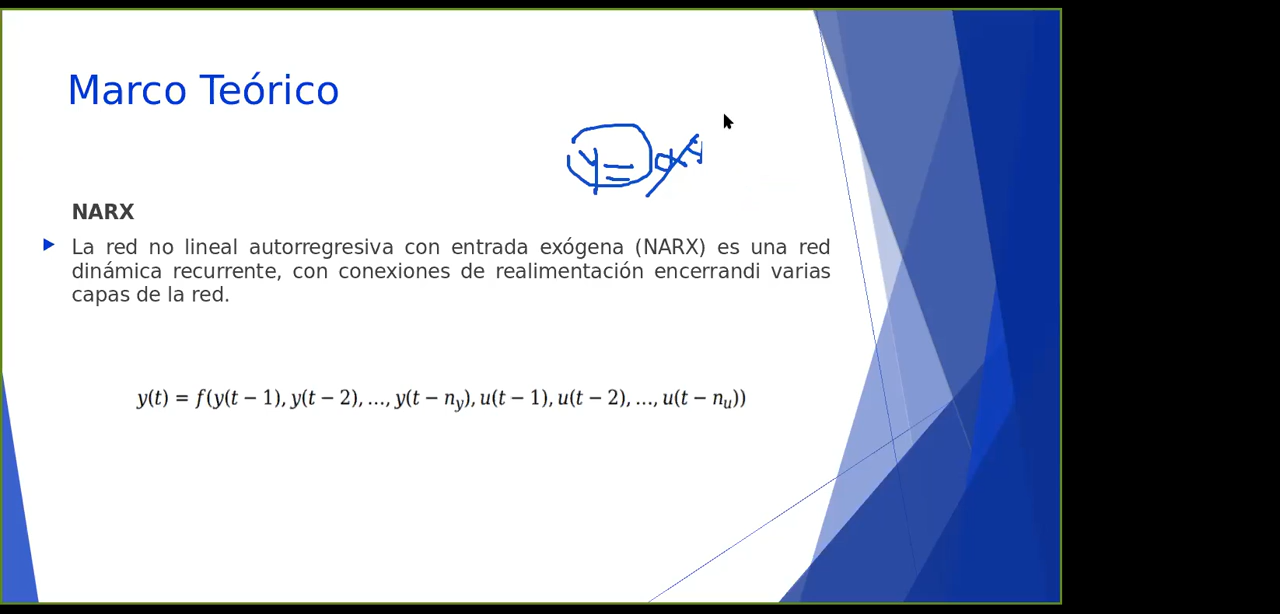 Marco Teórico
y=
NARX
La red no lineal autorregresiva con entrada exógena (NARX) es una red
dinámica recurrente, con conexiones de realimentación encerrandi varias
capas de la red.
y(t) = f(y(t − 1), y(t − 2), ..., y(t − n_y), u(t − 1), u(t − 2), ..., u(t − n_u))